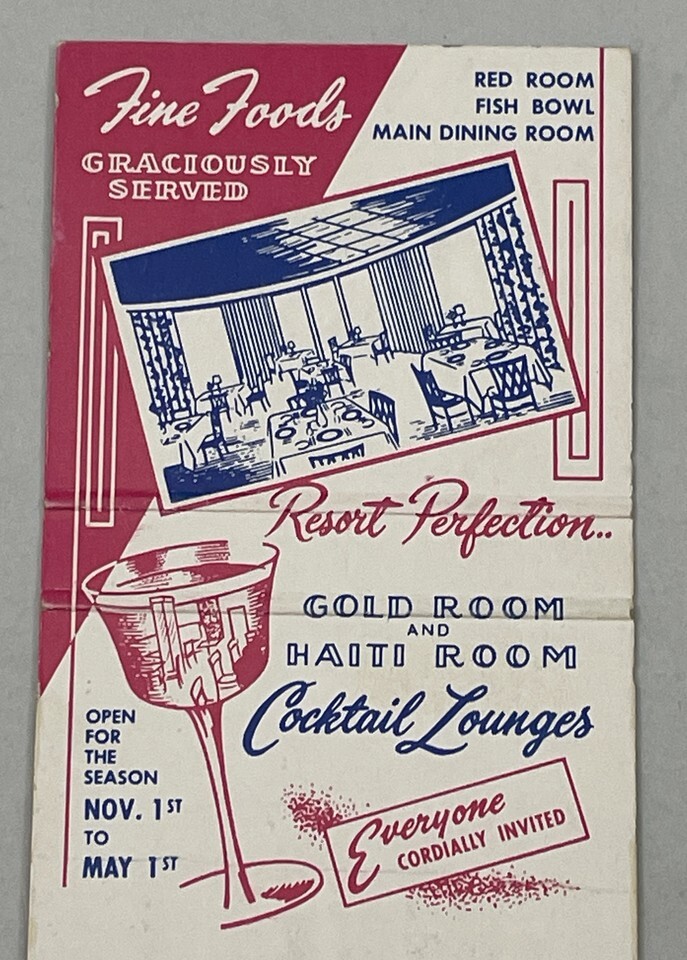 Fine Foods
GRACIOUSLY
SERVED
RED ROOM
FISH BOWL
MAIN DINING ROOM
Resort Perfection..
GOLD ROOM
AND
HAITI ROOM
Cocktail Lounges
OPEN
FOR
THE
SEASON
NOV. 1ST
TO
MAY 1ST
Everyone
CORDIALLY INVITED